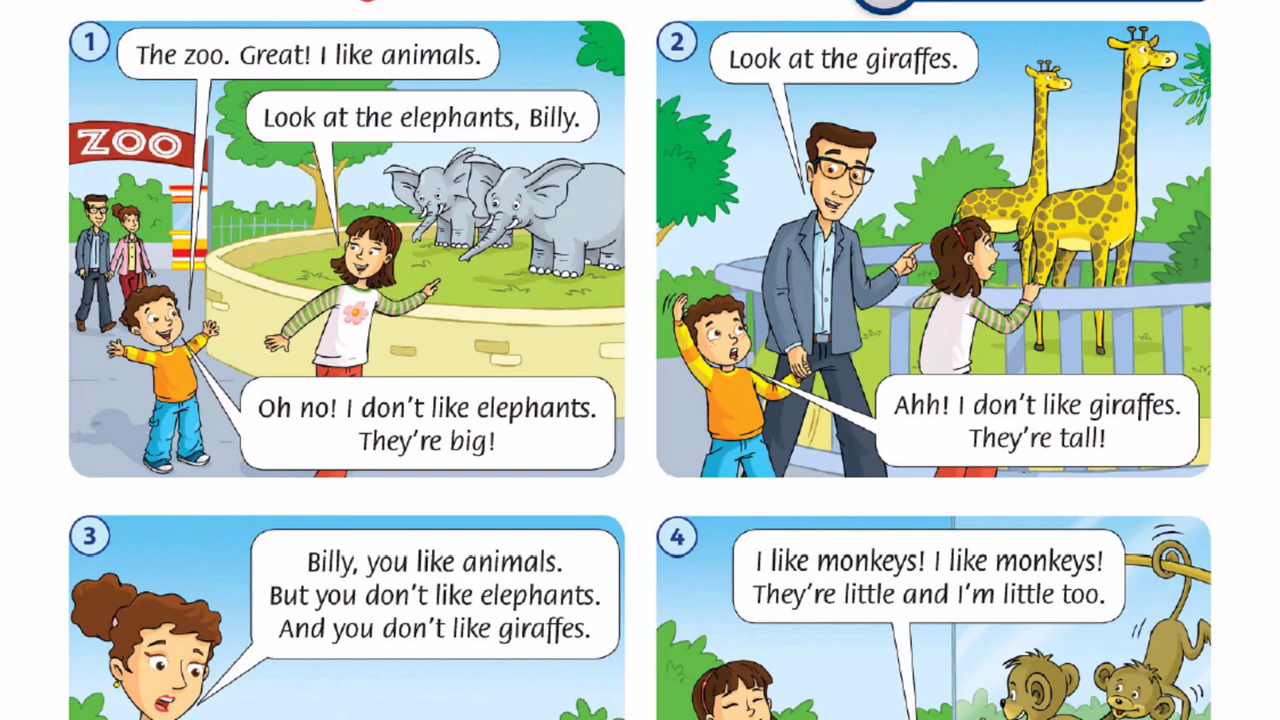 1
The zoo. Great! I like animals.
Look at the elephants, Billy.
ZOO
Oh no! I don't like elephants.
They're big!
2
Look at the giraffes.
Ahh! I don't like giraffes.
They're tall!
3
Billy, you like animals.
But you don't like elephants.
And you don't like giraffes.
4
I like monkeys! I like monkeys!
They're little and I'm little too.